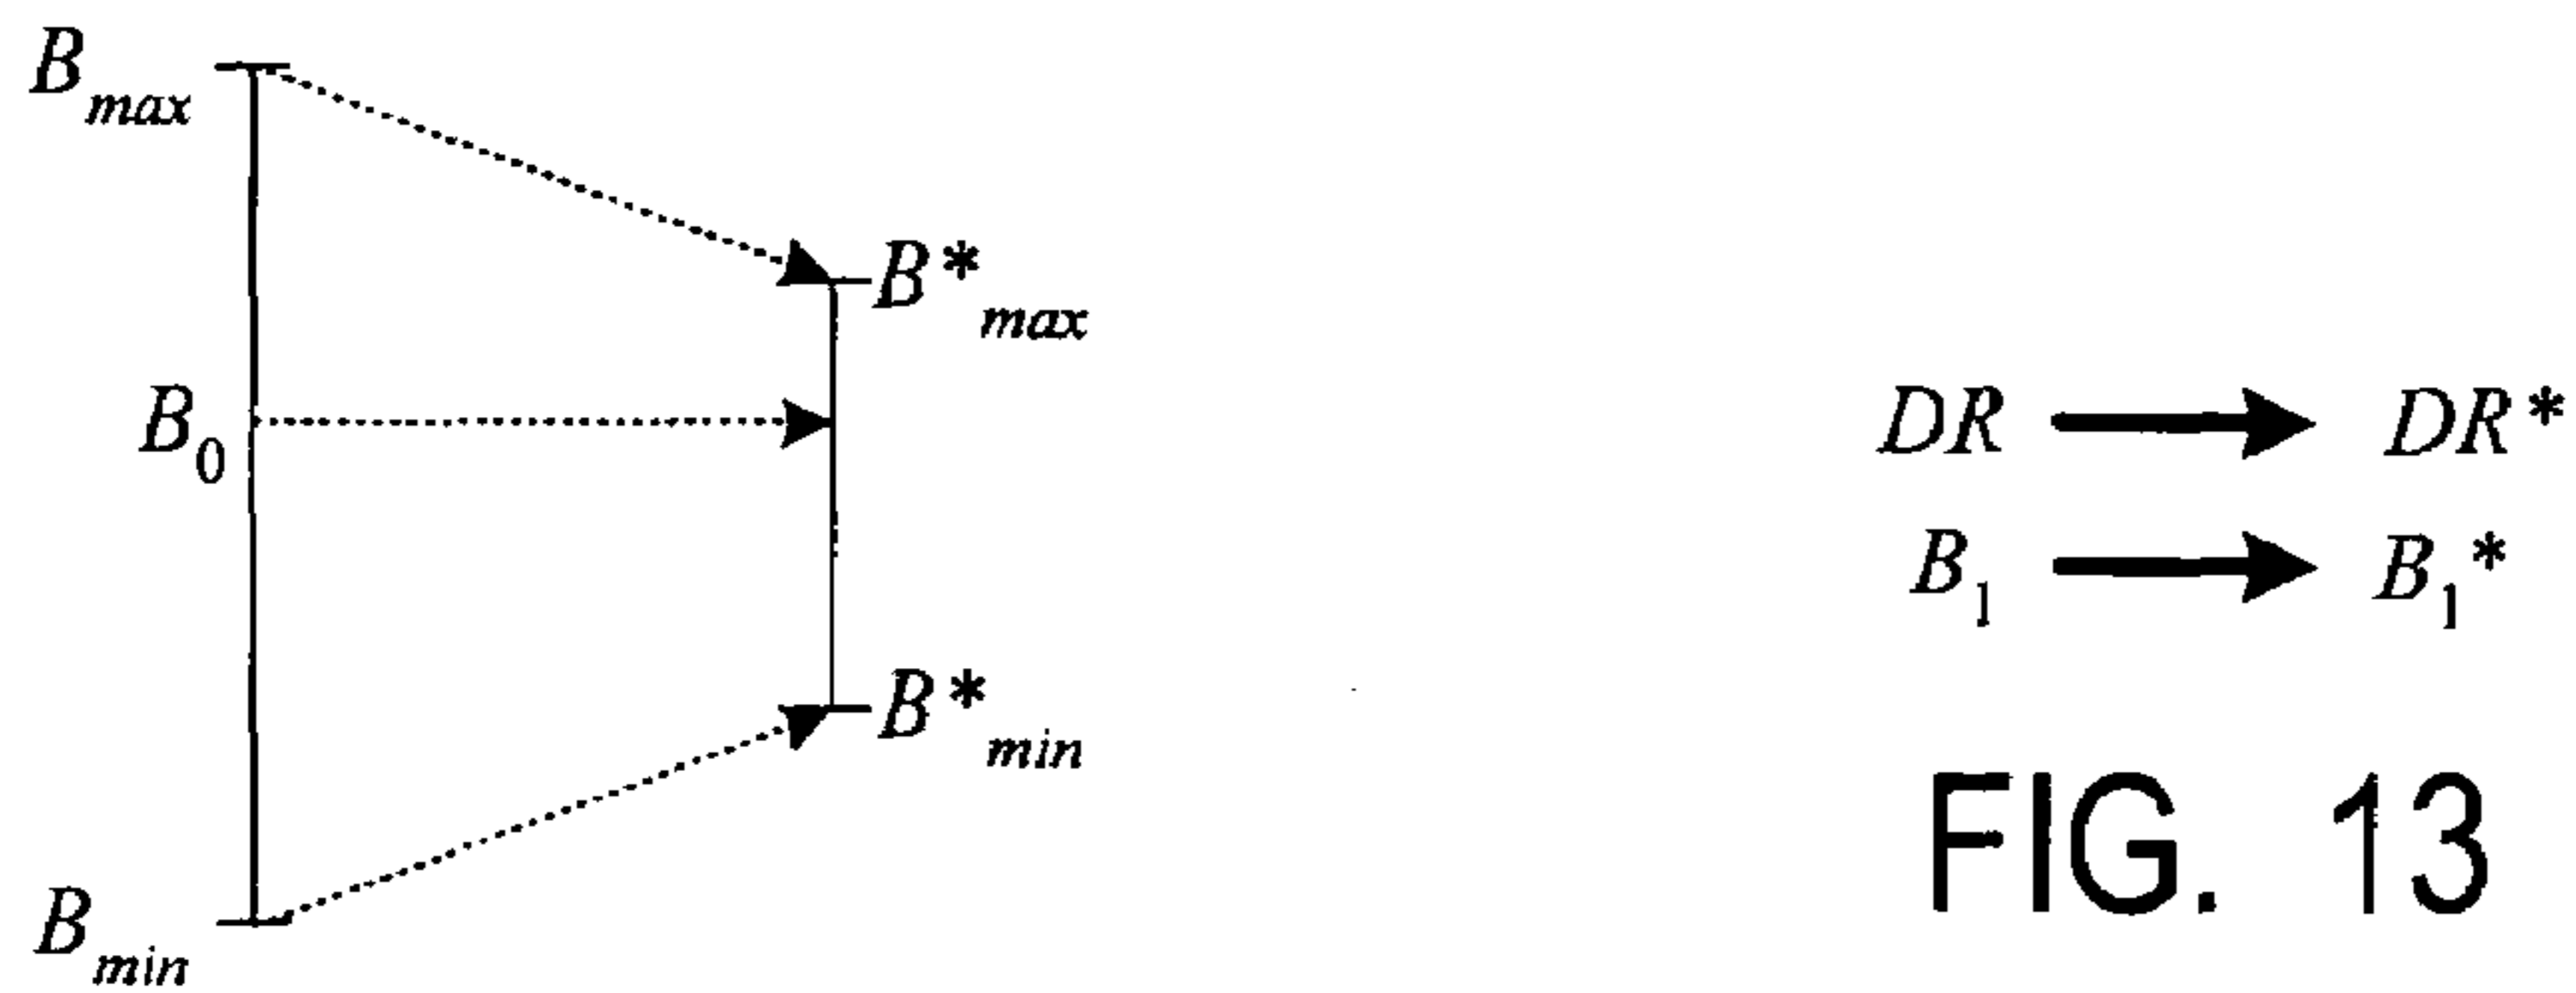 B_max
B*_max
B_0
DR → DR*
B_1 → B_1*
B*_min
B_min
FIG. 13